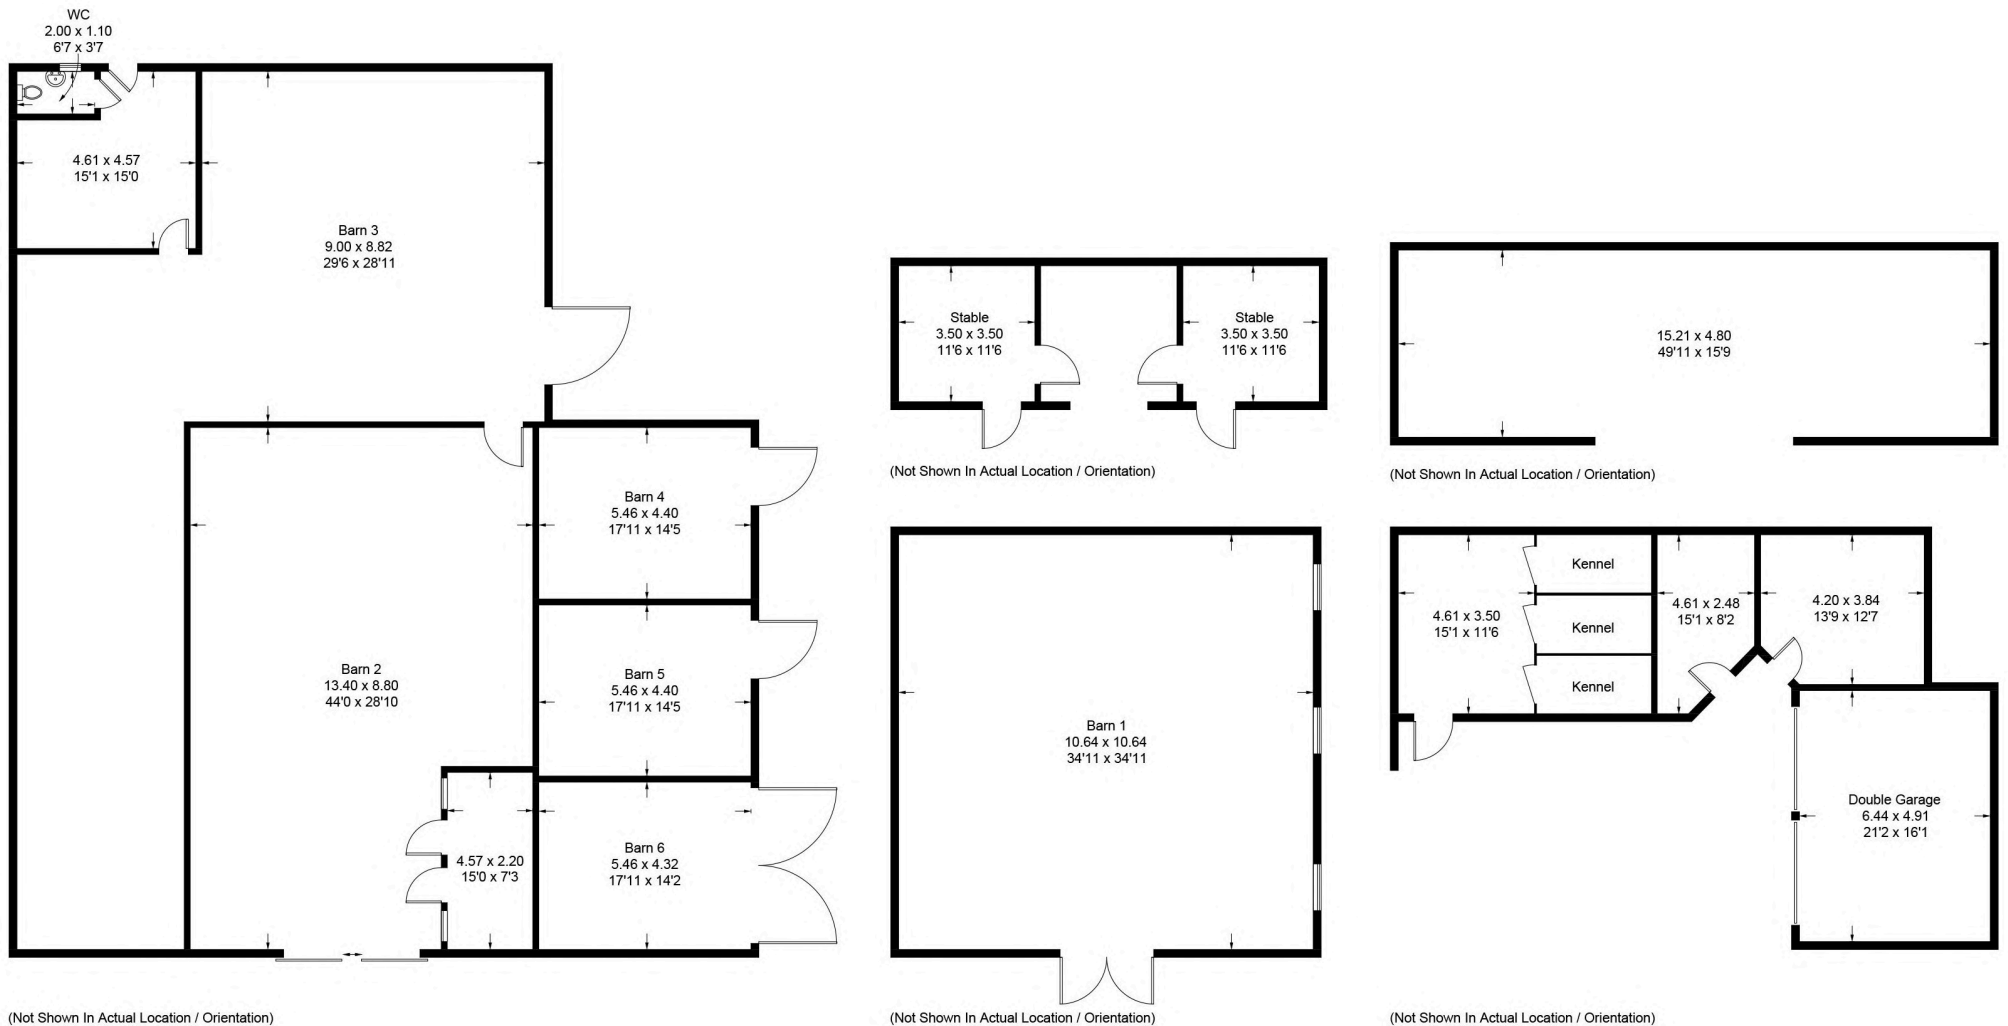 WC
2.00 x 1.10
6'7 x 3'7
4.61 x 4.57
15'1 x 15'0
Barn 3
9.00 x 8.82
29'6 x 28'11
Barn 2
13.40 x 8.80
44'0 x 28'10
Barn 4
5.46 x 4.40
17'11 x 14'5
Barn 5
5.46 x 4.40
17'11 x 14'5
4.57 x 2.20
15'0 x 7'3
Barn 6
5.46 x 4.32
17'11 x 14'2
(Not Shown In Actual Location / Orientation)
Stable
3.50 x 3.50
11'6 x 11'6
Stable
3.50 x 3.50
11'6 x 11'6
(Not Shown In Actual Location / Orientation)
Barn 1
10.64 x 10.64
34'11 x 34'11
(Not Shown In Actual Location / Orientation)
15.21 x 4.80
49'11 x 15'9
(Not Shown In Actual Location / Orientation)
4.61 x 3.50
15'1 x 11'6
Kennel
Kennel
Kennel
4.61 x 2.48
15'1 x 8'2
4.20 x 3.84
13'9 x 12'7
Double Garage
6.44 x 4.91
21'2 x 16'1
(Not Shown In Actual Location / Orientation)